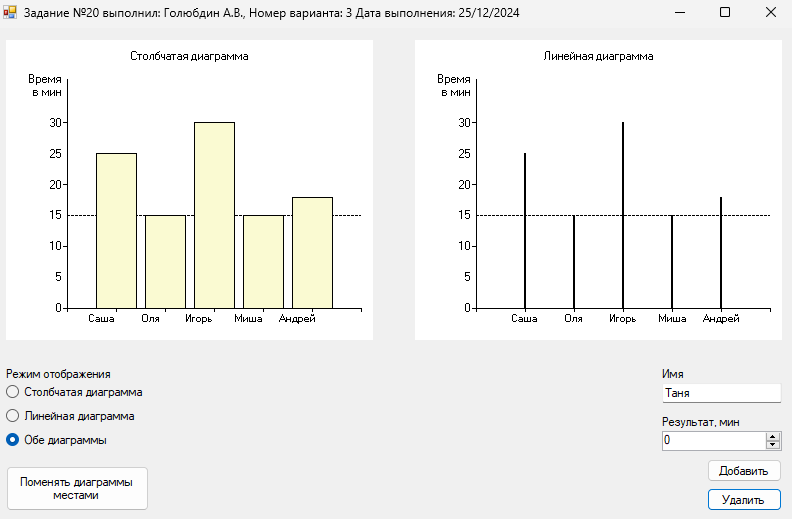 Задание №20 выполнил: Голюбдин А.В., Номер варианта: 3 Дата выполнения: 25/12/2024
Столбчатая диаграмма
Время
в мин
30
25
20
15
10
5
0
Саша Оля Игорь Миша Андрей
Линейная диаграмма
Время
в мин
30
25
20
15
10
5
0
Саша Оля Игорь Миша Андрей
Режим отображения
Столбчатая диаграмма
Линейная диаграмма
Обе диаграммы
Поменять диаграммы
местами
Имя
Таня
Результат, мин
0
Добавить
Удалить